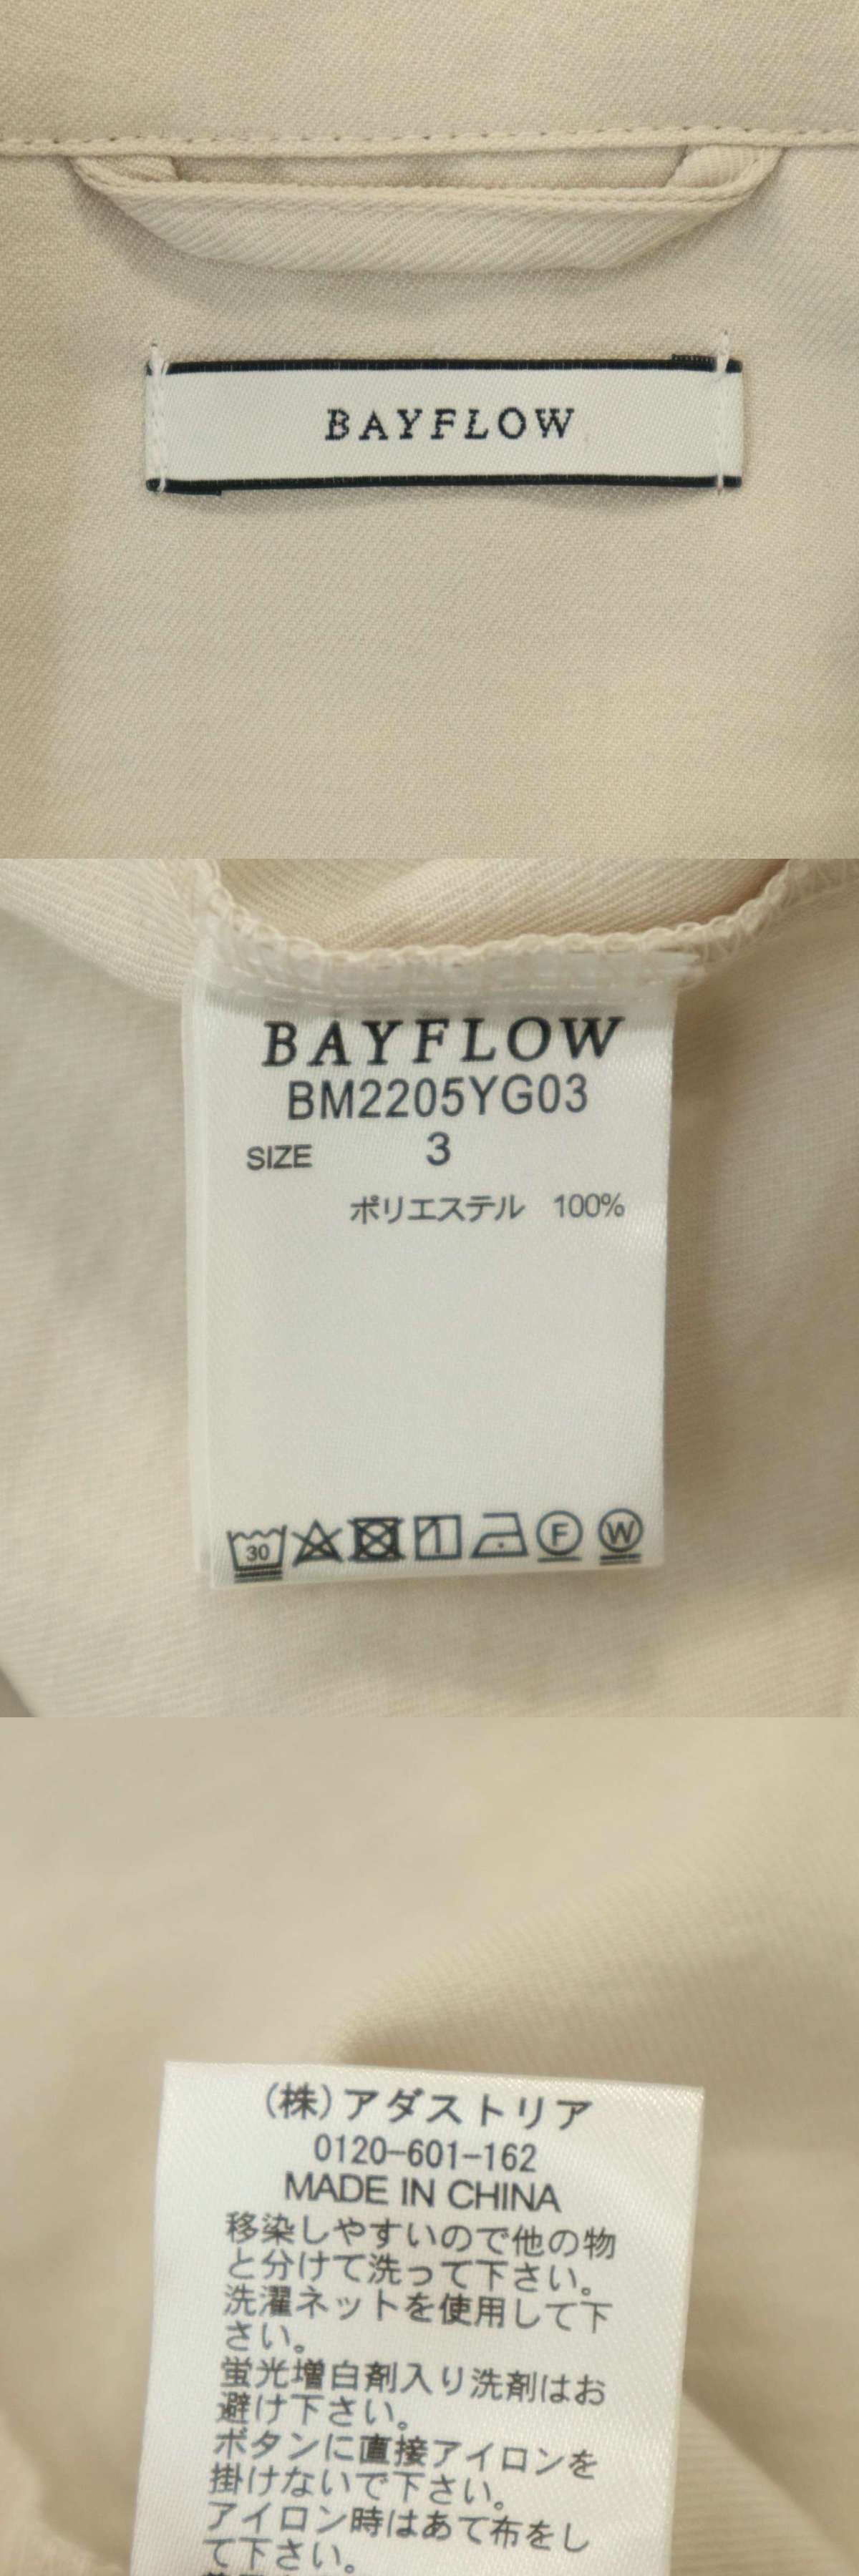 BAYFLOW
BAYFLOW
BM2205YG03
SIZE 3
ポリエステル 100%
30
F W
(株)アダストリア
0120-601-162
MADE IN CHINA
移染しやすいので他の物
と分けて洗って下さい。
洗濯ネットを使用して下
さい。
蛍光増白剤入り洗剤はお
避け下さい。
ボタンに直接アイロンを
掛けないで下さい。
アイロン時はあて布をし
て下さい。